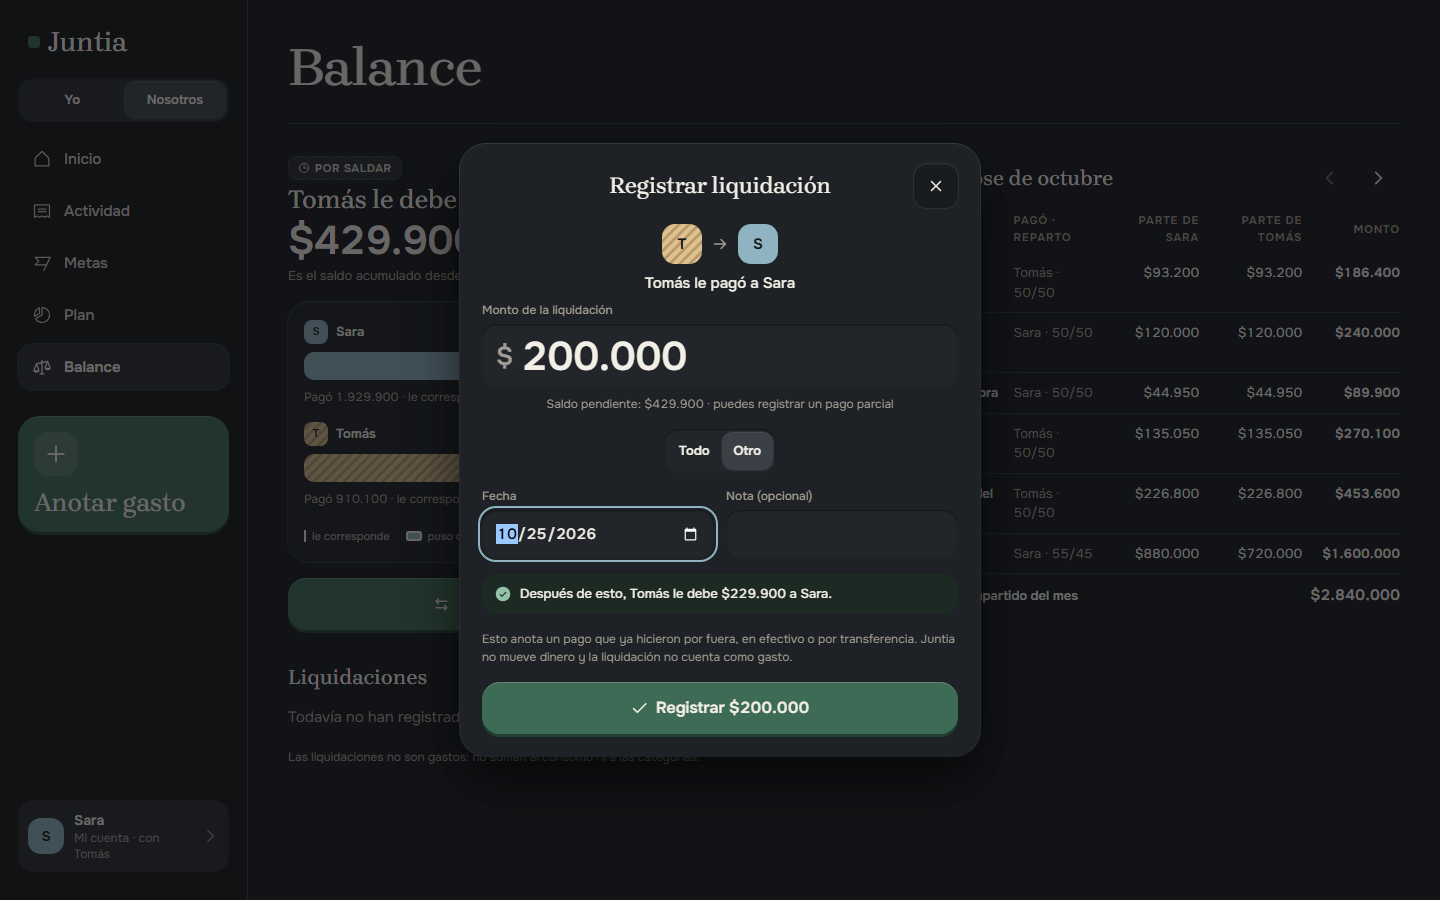 Juntia
Yo
Nosotros
Inicio
Actividad
Metas
Plan
Balance
Anotar gasto
S
Sara
Mi cuenta · con
Tomás
Balance
POR SALDAR
Tomás le debe
$429.900
Es el saldo acumulado desde
S
Sara
Pagó 1.929.900 · le
T
Tomás
Pagó 910.100 · le
le corresponde
puso
Liquidaciones
Todavía no han
Las liquidaciones no son gastos: no suman al consumo ni a las categorías.
Registrar liquidación
T
S
Tomás le pagó a Sara
Monto de la liquidación
$ 200.000
Saldo pendiente: $429.900 · puedes registrar un pago parcial
Todo
Otro
Fecha
Nota (opcional)
10/25/2026
Después de esto, Tomás le debe $229.900 a Sara.
Esto anota un pago que ya hicieron por fuera, en efectivo o por transferencia. Juntia
no mueve dinero y la liquidación no cuenta como gasto.
Registrar $200.000
de octubre
PAGÓ ·
REPARTO
PARTE DE
SARA
PARTE DE
TOMÁS
MONTO
Tomás ·
50/50
$93.200
$93.200
$186.400
Sara · 50/50
$120.000
$120.000
$240.000
Sara · 50/50
$44.950
$44.950
$89.900
Tomás ·
50/50
$135.050
$135.050
$270.100
Tomás ·
50/50
$226.800
$226.800
$453.600
Sara · 55/45
$880.000
$720.000
$1.600.000
del mes
$2.840.000